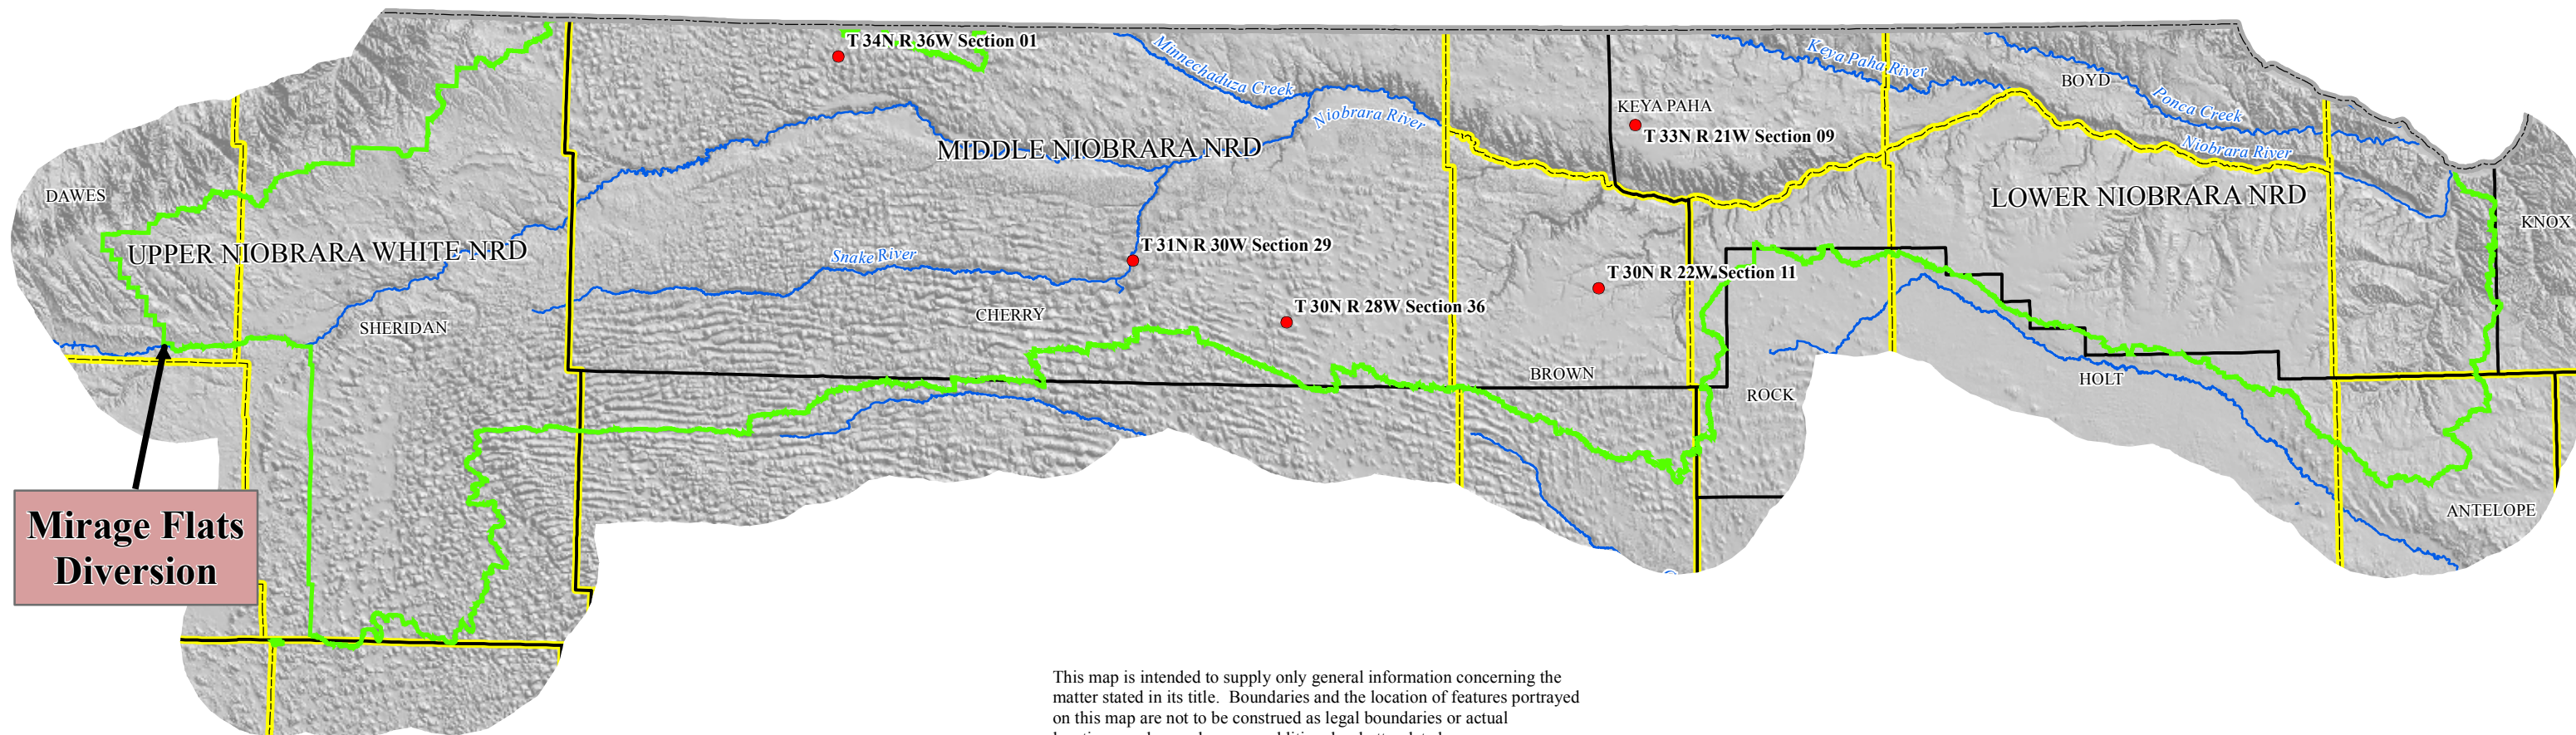 T 34N R 36W Section 01
Minnechaduza Creek
Keya Paha River
BOYD
Ponca Creek
KEYA PAHA
Niobrara River
T 33N R 21W Section 09
MIDDLE NIOBRARA NRD
Niobrara River
DAWES
LOWER NIOBRARA NRD
KNOX
UPPER NIOBRARA WHITE NRD
T 31N R 30W Section 29
Snake River
T 30N R 22W Section 11
T 30N R 28W Section 36
CHERRY
SHERIDAN
BROWN
HOLT
ROCK
ANTELOPE
Mirage Flats
Diversion
This map is intended to supply only general information concerning the
matter stated in its title. Boundaries and the location of features portrayed
on this map are not to be construed as legal boundaries or actual